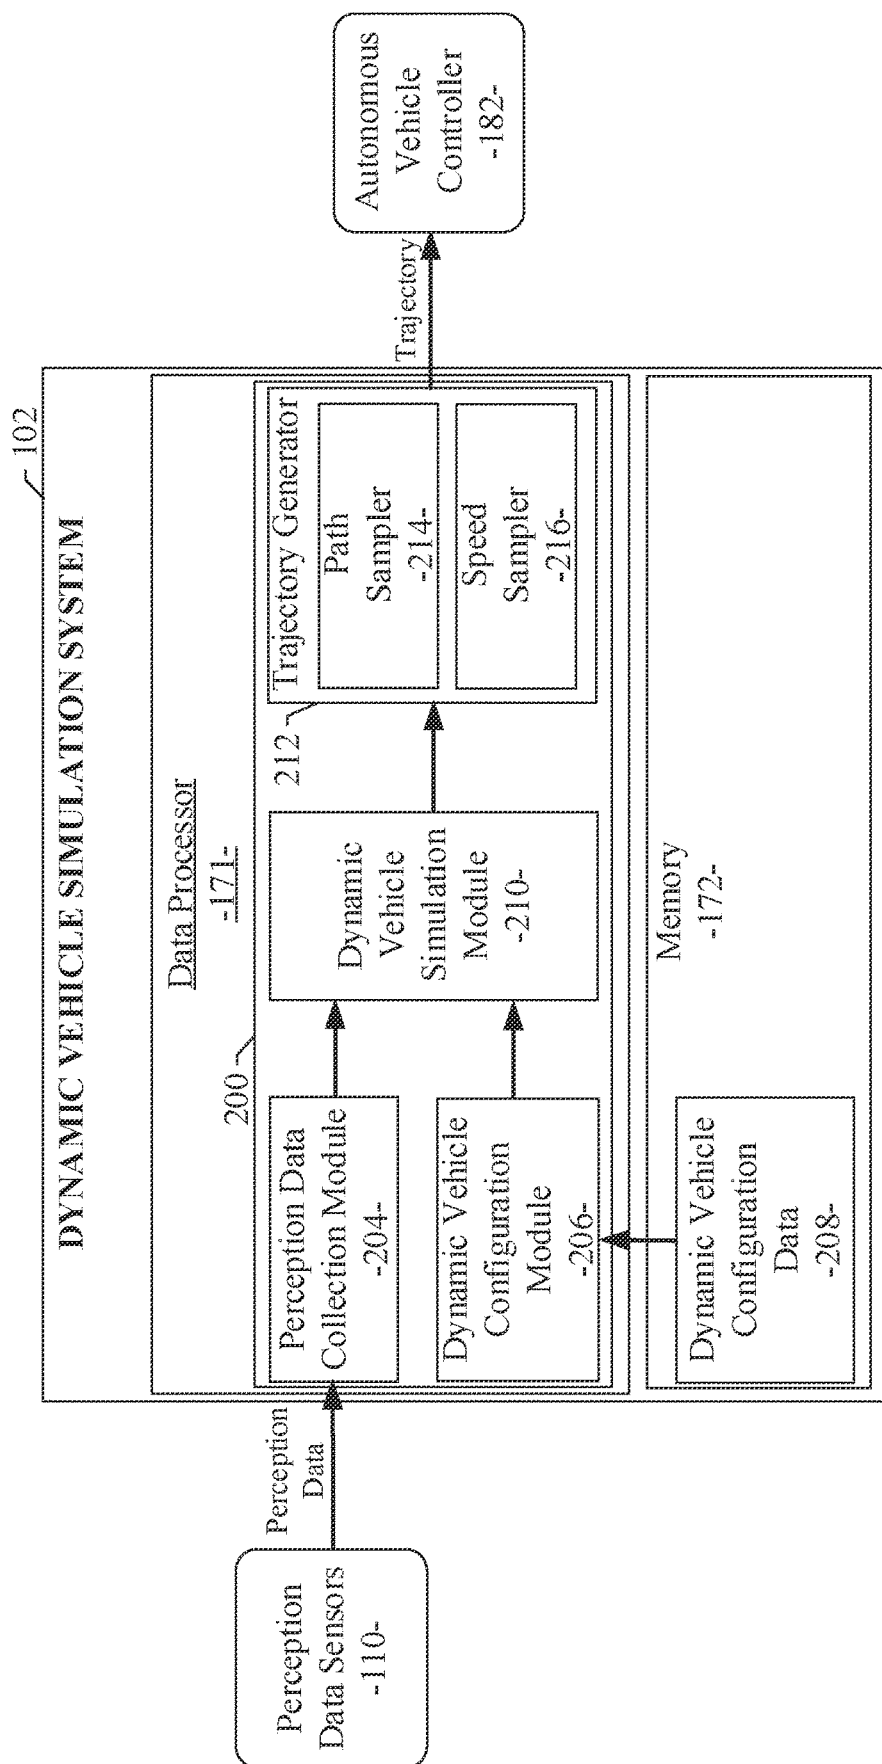 DYNAMIC VEHICLE SIMULATION SYSTEM
102
Perception
Data Sensors
-110-
Perception
Data
Data Processor
-171-
200
Perception Data
Collection Module
-204-
Dynamic Vehicle
Configuration
Module
-206-
Dynamic
Vehicle
Simulation
Module
-210-
212
Trajectory Generator
Path
Sampler
-214-
Speed
Sampler
-216-
Trajectory
Autonomous
Vehicle
Controller
-182-
Memory
-172-
Dynamic Vehicle
Configuration
Data
-208-